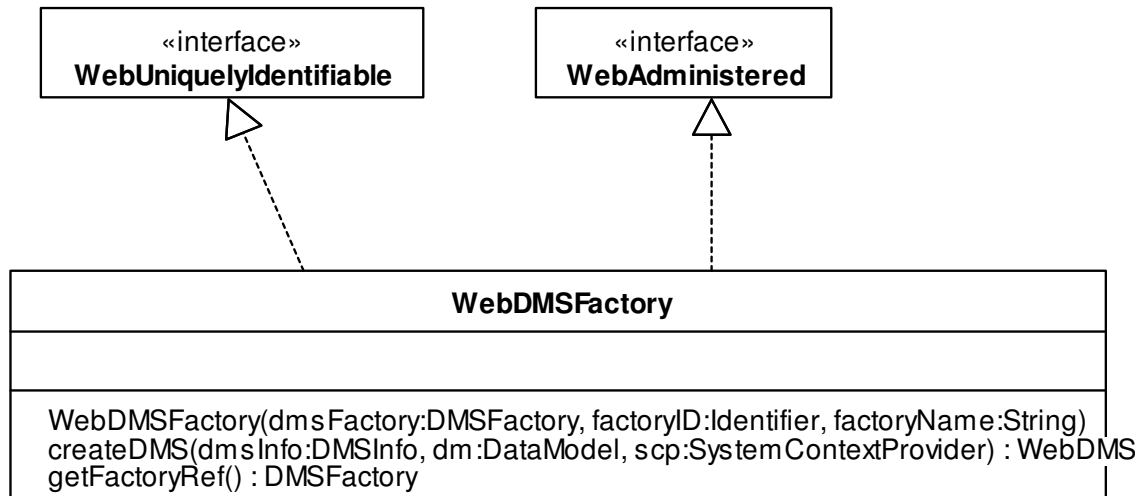 «interface»
WebUniquelyIdentifiable
«interface»
WebAdministered
WebDMSFactory
WebDMSFactory(dmsFactory:DMSFactory, factoryID:Identifier, factoryName:String)
createDMS(dmsInfo:DMSInfo, dm:DataModel, scp:SystemContextProvider) : WebDMS
getFactoryRef() : DMSFactory